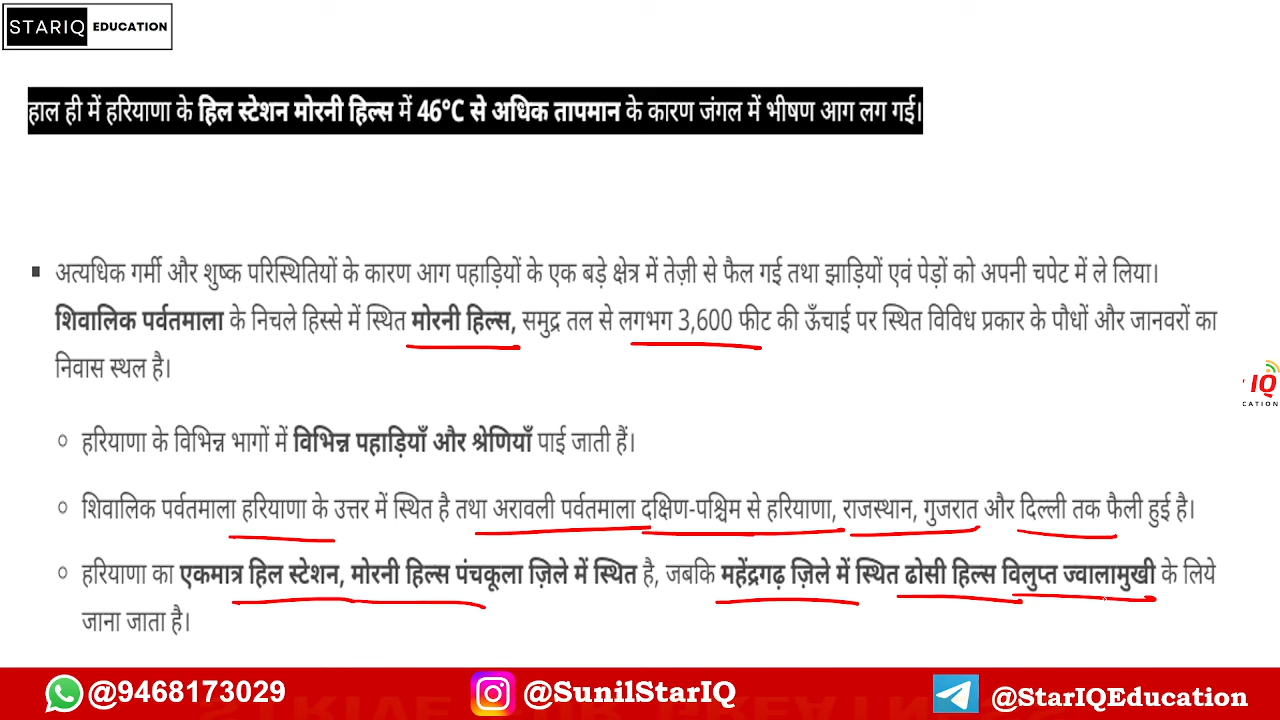 STARIQ EDUCATION
हाल ही में हरियाणा के हिल स्टेशन मोरनी हिल्स में 46°C से अधिक तापमान के कारण जंगल में भीषण आग लग गई।
अत्यधिक गर्मी और शुष्क परिस्थितियों के कारण आग पहाड़ियों के एक बड़े क्षेत्र में तेज़ी से फैल गई तथा झाड़ियों एवं पेड़ों को अपनी चपेट में ले लिया।
शिवालिक पर्वतमाला के निचले हिस्से में स्थित मोरनी हिल्स, समुद्र तल से लगभग 3,600 फीट की ऊँचाई पर स्थित विविध प्रकार के पौधों और जानवरों का
निवास स्थल है।
IQ
CATION
हरियाणा के विभिन्न भागों में विभिन्न पहाड़ियाँ और श्रेणियाँ पाई जाती हैं।
शिवालिक पर्वतमाला हरियाणा के उत्तर में स्थित है तथा अरावली पर्वतमाला दक्षिण-पश्चिम से हरियाणा, राजस्थान, गुजरात और दिल्ली तक फैली हुई है।
हरियाणा का एकमात्र हिल स्टेशन, मोरनी हिल्स पंचकूला ज़िले में स्थित है, जबकि महेंद्रगढ़ ज़िले में स्थित ढोसी हिल्स विलुप्त ज्वालामुखी के लिये
जाना जाता है।
@9468173029 @SunilStarIQ @StarIQEducation